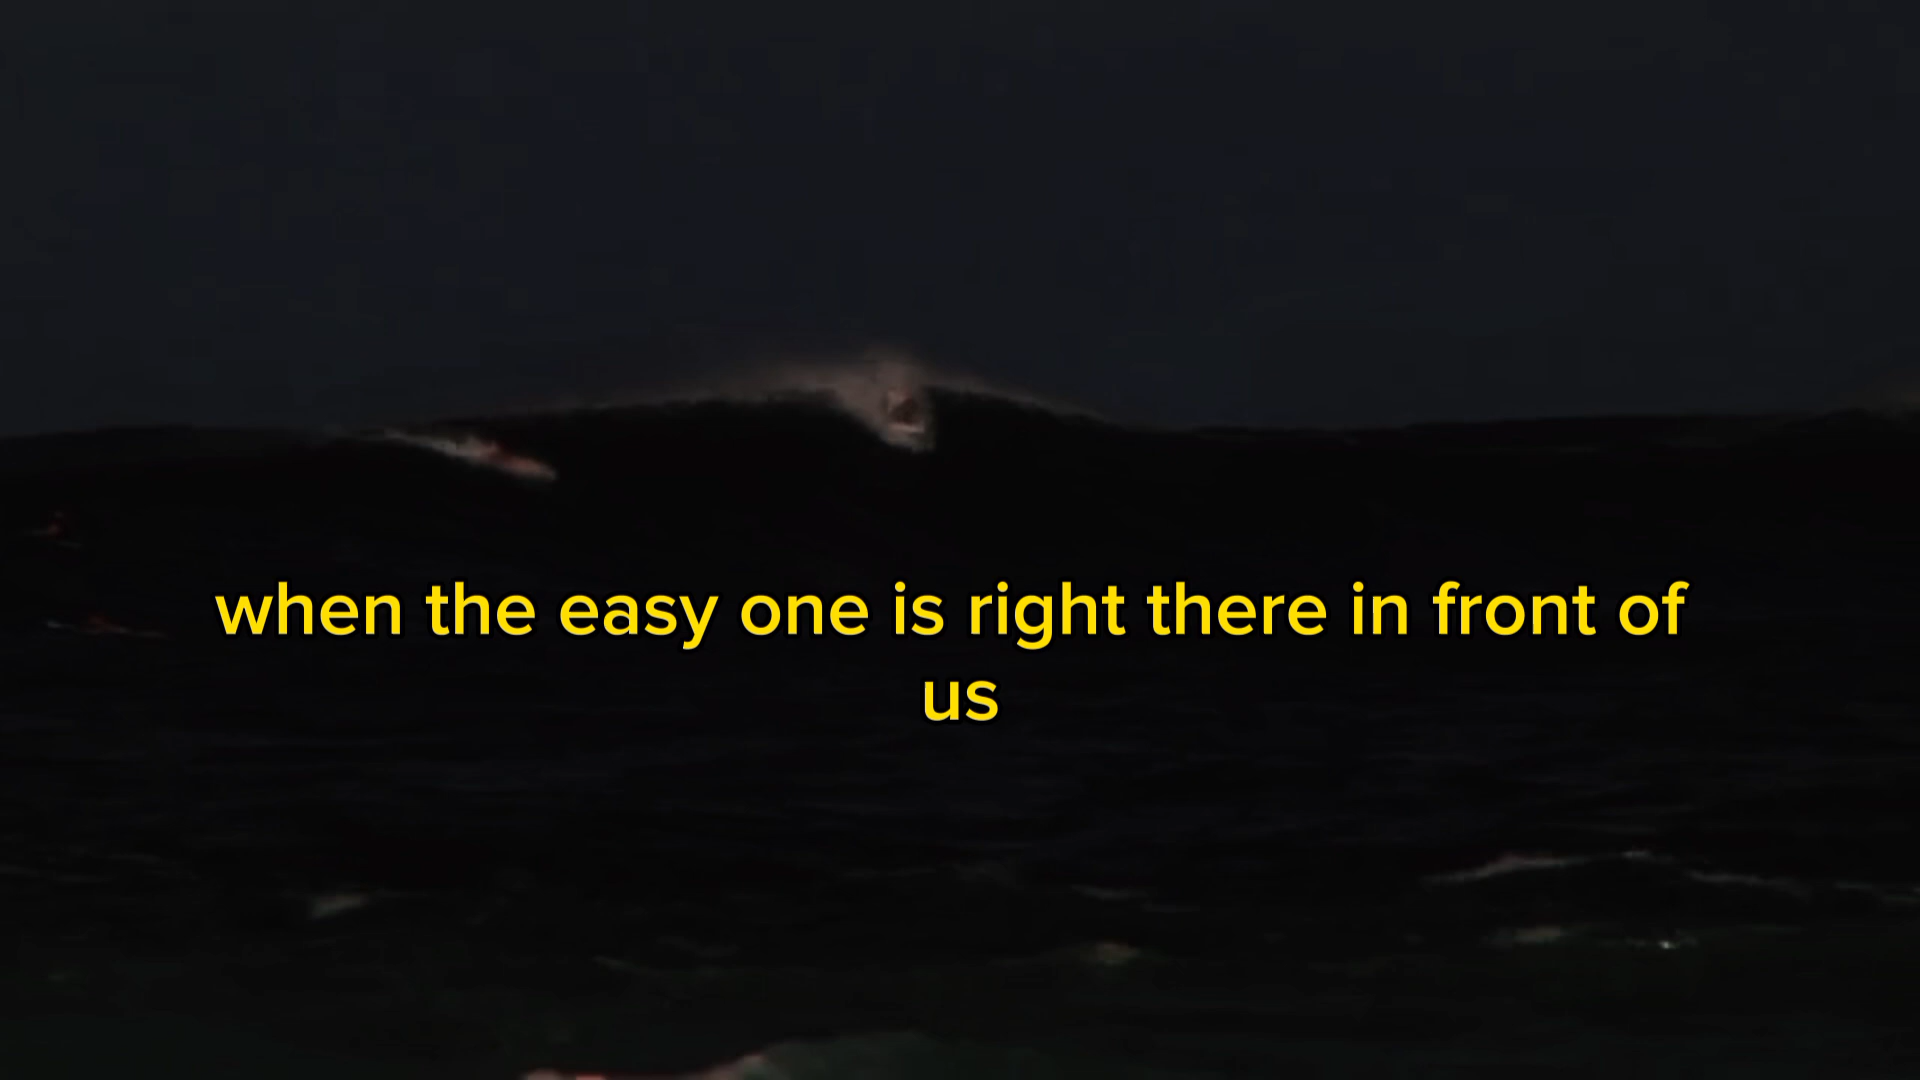 when the easy one is right there in front of
us